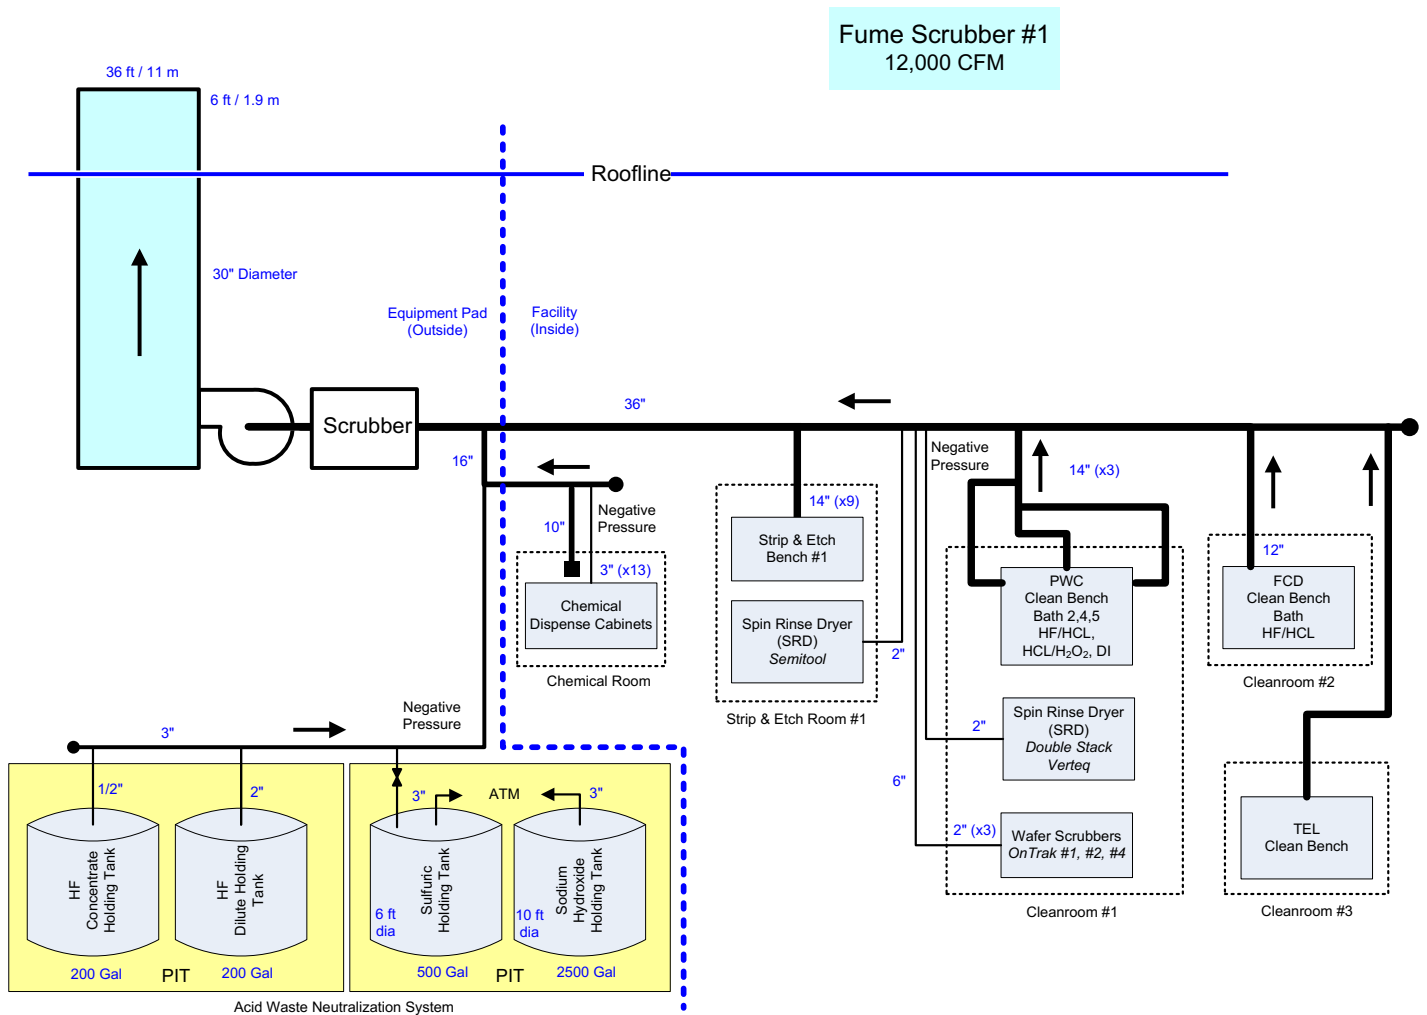 Fume Scrubber #1
12,000 CFM
36 ft / 11 m
6 ft / 1.9 m
Roofline
30" Diameter
Equipment Pad
(Outside)
Facility
(Inside)
36"
Scrubber
16"
Negative
Pressure
14" (x3)
10"
Negative
Pressure
3" (x13)
Chemical
Dispense Cabinets
Chemical Room
14" (x9)
Strip & Etch
Bench #1
Spin Rinse Dryer
(SRD)
Semitool
2"
Strip & Etch Room #1
PWC
Clean Bench
Bath 2,4,5
HF/HCL,
HCL/H₂O₂, DI
2"
Spin Rinse Dryer
(SRD)
Double Stack
Verteq
6"
2" (x3)
Wafer Scrubbers
OnTrak #1, #2, #4
Cleanroom #1
12"
FCD
Clean Bench
Bath
HF/HCL
Cleanroom #2
TEL
Clean Bench
Cleanroom #3
Negative
Pressure
3"
1/2"
2"
3"
ATM
3"
HF
Concentrate
Holding Tank
HF
Dilute Holding
Tank
Sulfuric
Holding Tank
Sodium
Hydroxide
Holding Tank
6 ft
dia
10 ft
dia
200 Gal
PIT
200 Gal
500 Gal
PIT
2500 Gal
Acid Waste Neutralization System